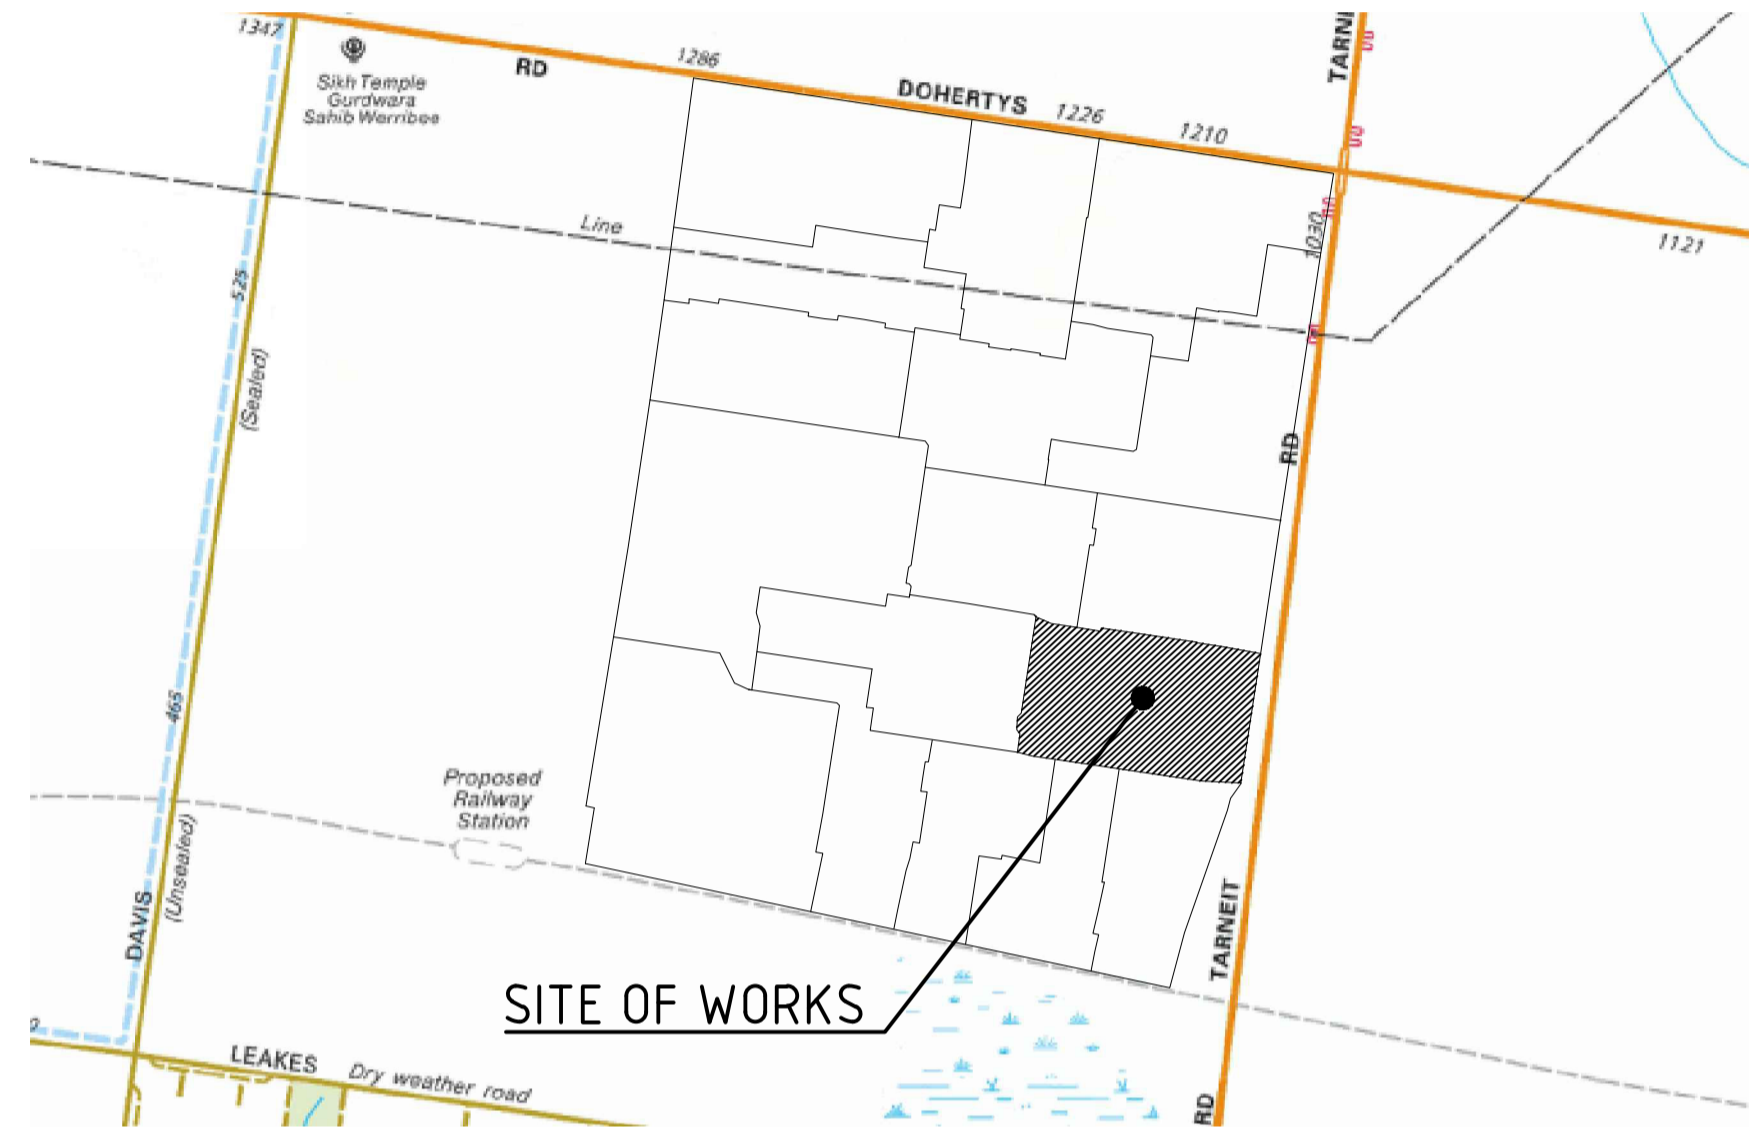 1347
Sikh Temple
Gurdwara
Sahib Werribee
RD
1286
DOHERTYS
1226
1210
1030
1121
Line
525
(Sealed)
RD
465
Proposed
Railway
Station
(Unsealed)
DAVIS
TARNEIT
SITE OF WORKS
LEAKES
Dry weather road
RD